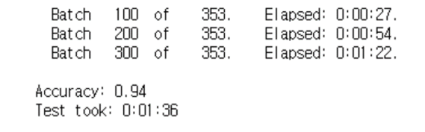 Batch 100 of 353. Elapsed: 0:00:27.
Batch 200 of 353. Elapsed: 0:00:54.
Batch 300 of 353. Elapsed: 0:01:22.
Accuracy: 0.94
Test took: 0:01:36